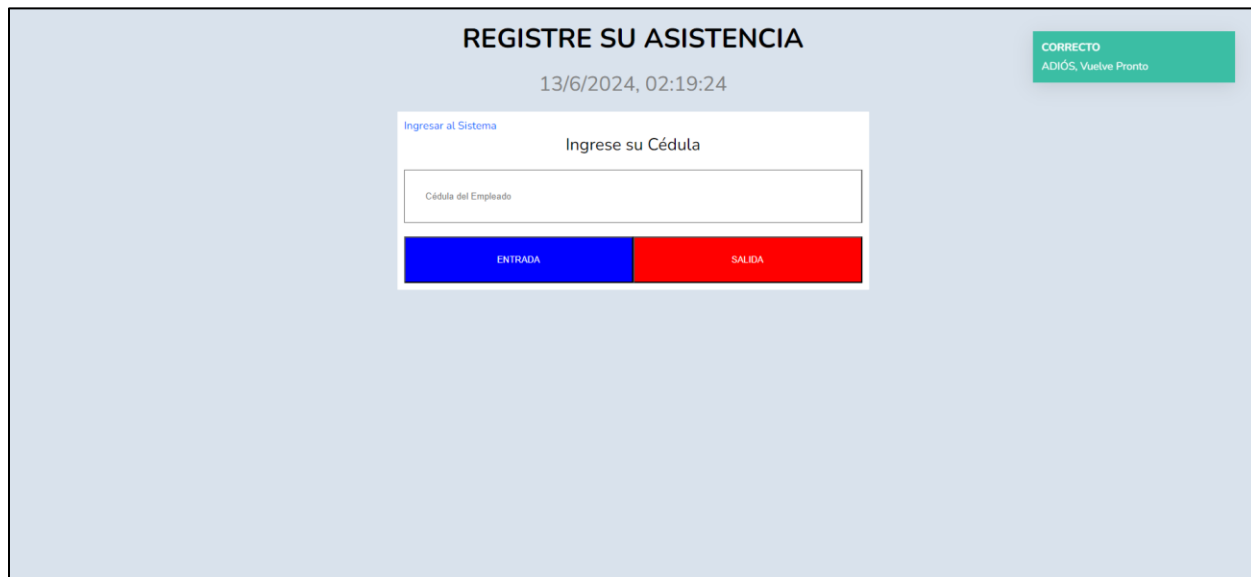 REGISTRE SU ASISTENCIA
CORRECTO
ADIÓS, Vuelve Pronto
13/6/2024, 02:19:24
Ingresar al Sistema
Ingrese su Cédula
Cédula del Empleado
ENTRADA
SALIDA